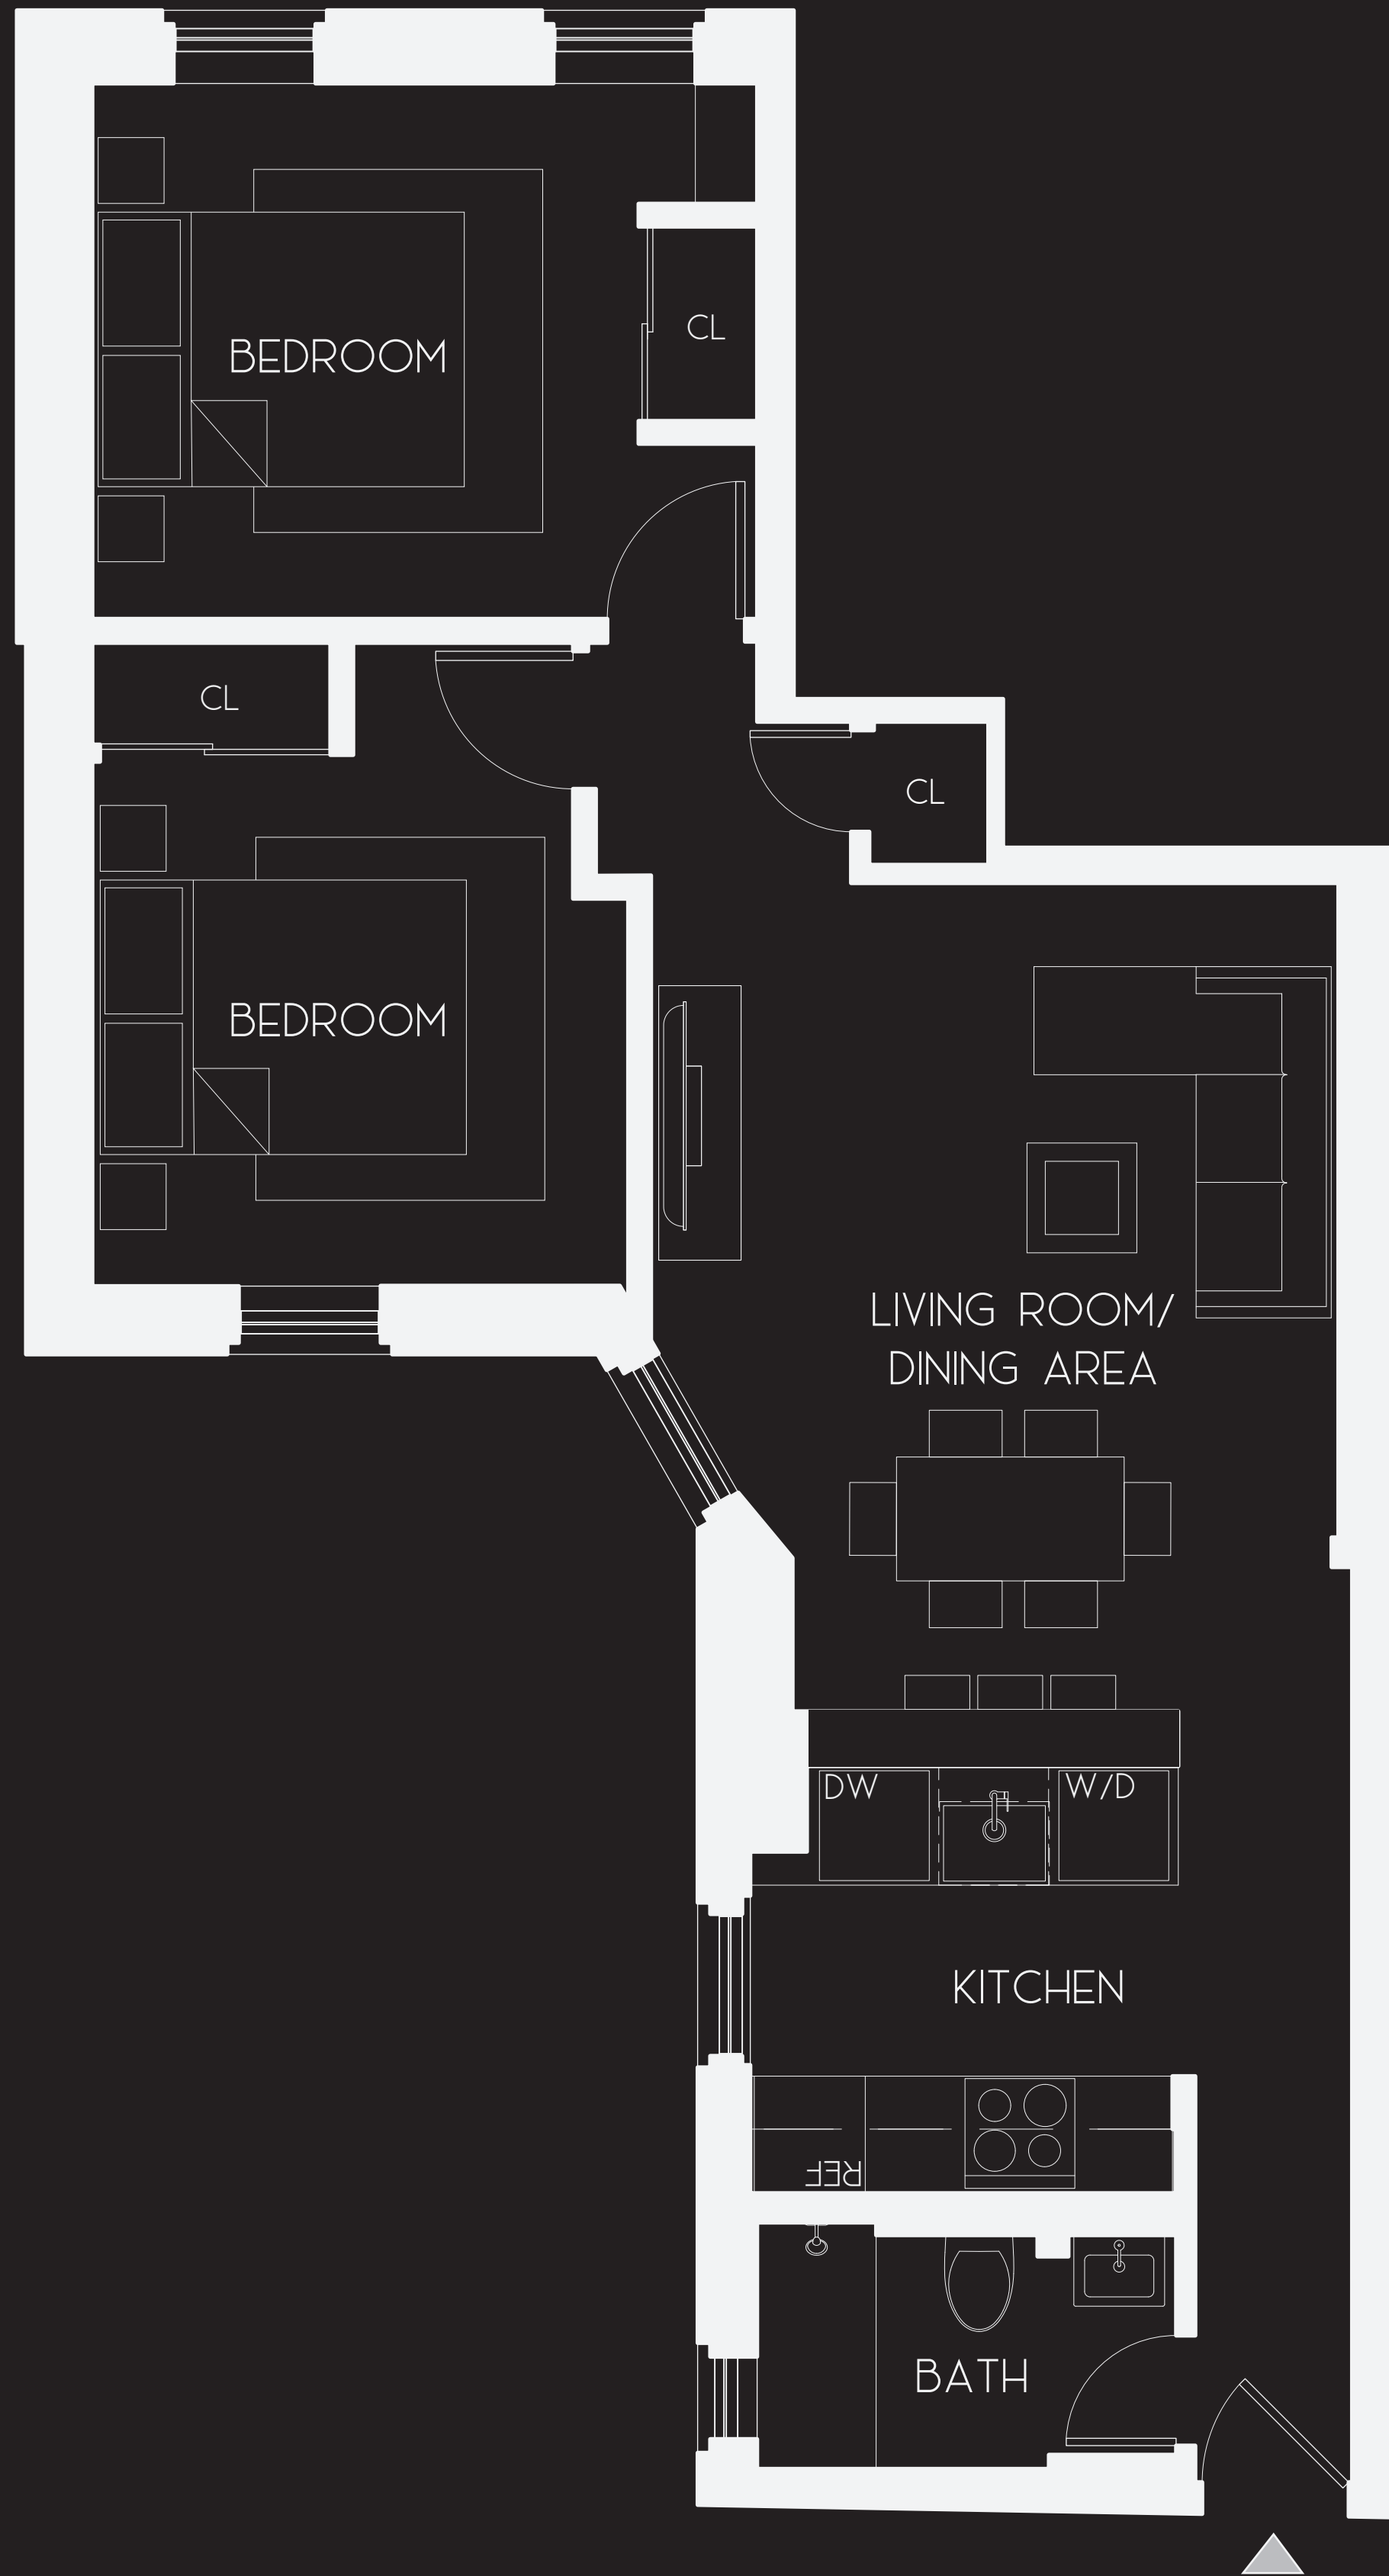 CL
BEDROOM
CL
CL
BEDROOM
LIVING ROOM/
DINING AREA
DW
W/D
KITCHEN
REF
BATH